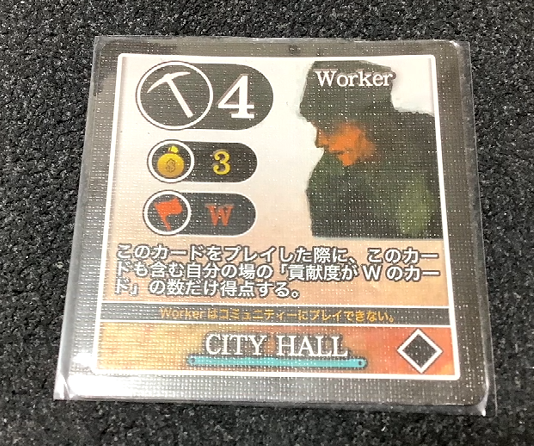 Worker
4
3
W
このカードをプレイした際に、このカー
ドも含む自分の場の「貢献度がWのカー
ド」の数だけ得点する。
Workerはコミュニティーにプレイできない。
CITY HALL